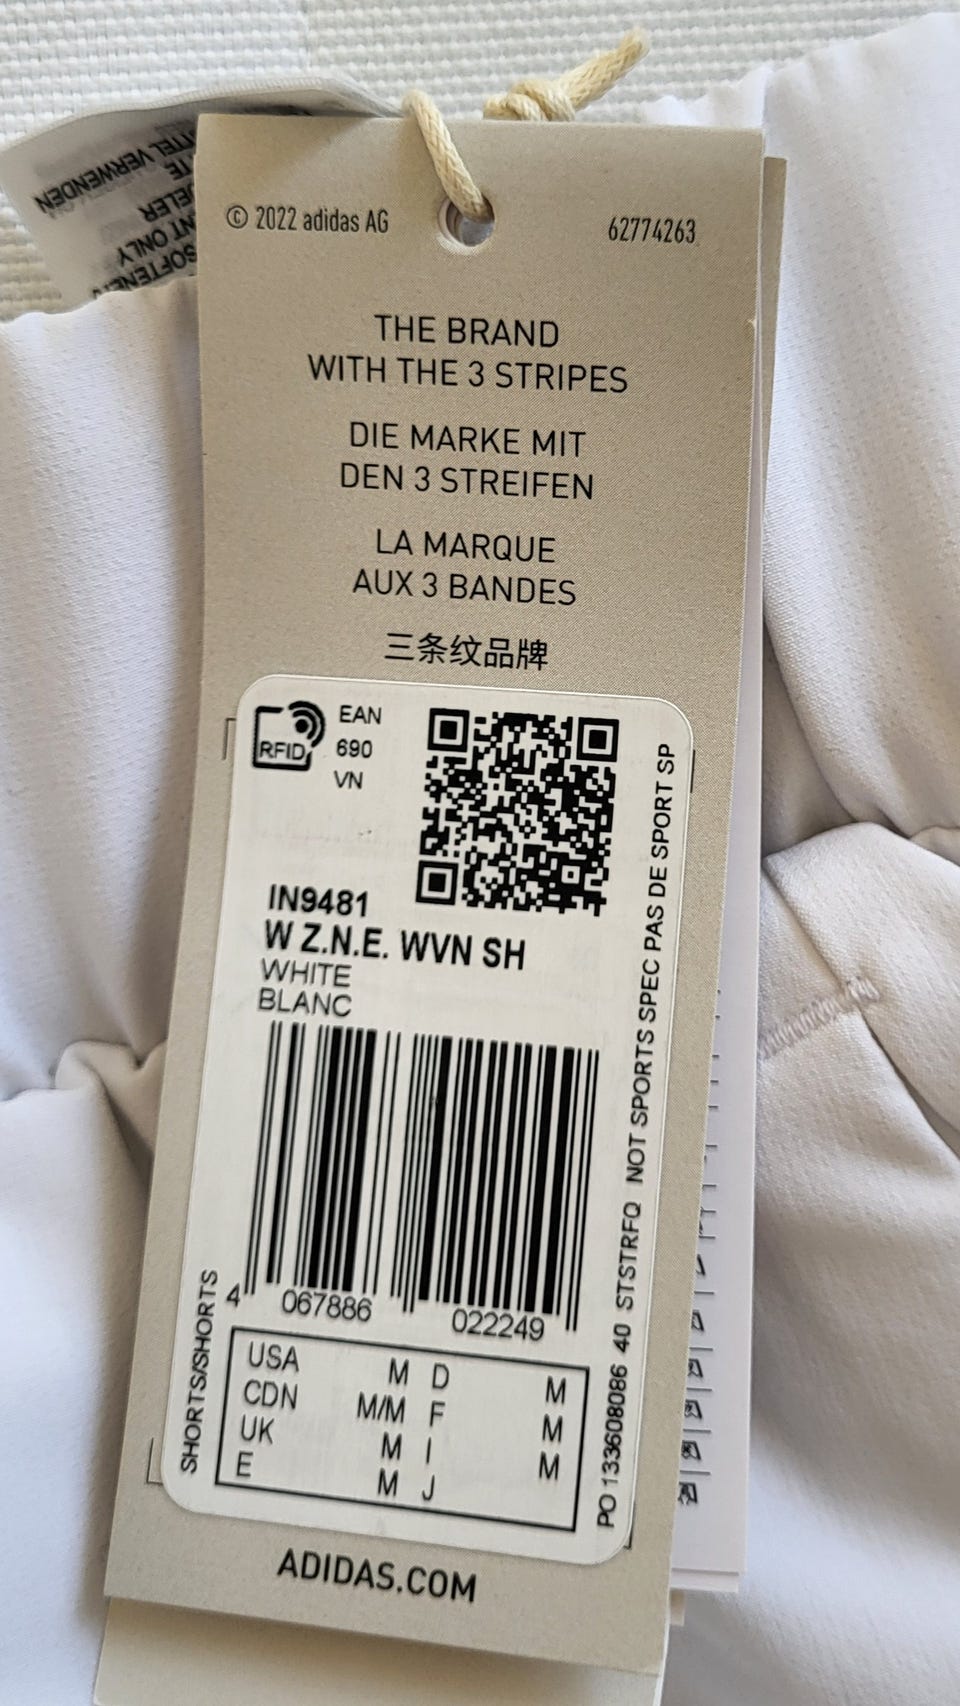 © 2022 adidas AG
62774263
THE BRAND
WITH THE 3 STRIPES
DIE MARKE MIT
DEN 3 STREIFEN
LA MARQUE
AUX 3 BANDES
三条纹品牌
RFID
EAN
690
VN
IN9481
W Z.N.E. WVN SH
WHITE
BLANC
4 067886 022249
SHORTS/SHORTS
USA M D M
CDN M/M F M
UK M I M
E M J
PO 133608086 40 STSTRFQ NOT SPORTS SPEC PAS DE SPORT SP
ADIDAS.COM
ONLY
VERWENDEN